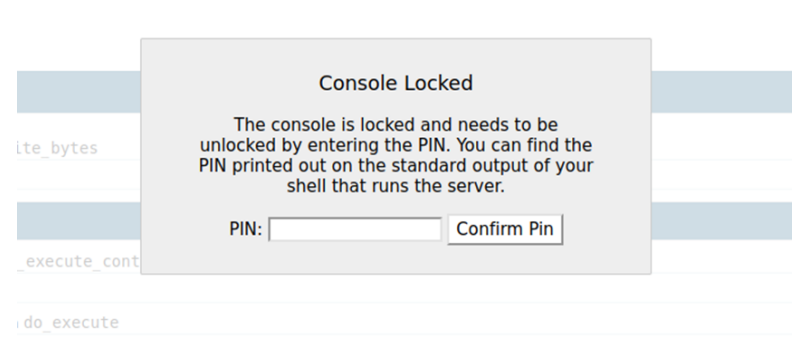 Console Locked
The console is locked and needs to be
ite_bytes
unlocked by entering the PIN. You can find the
PIN printed out on the standard output of your
shell that runs the server.
PIN:
Confirm Pin
_execute_cont
do_execute